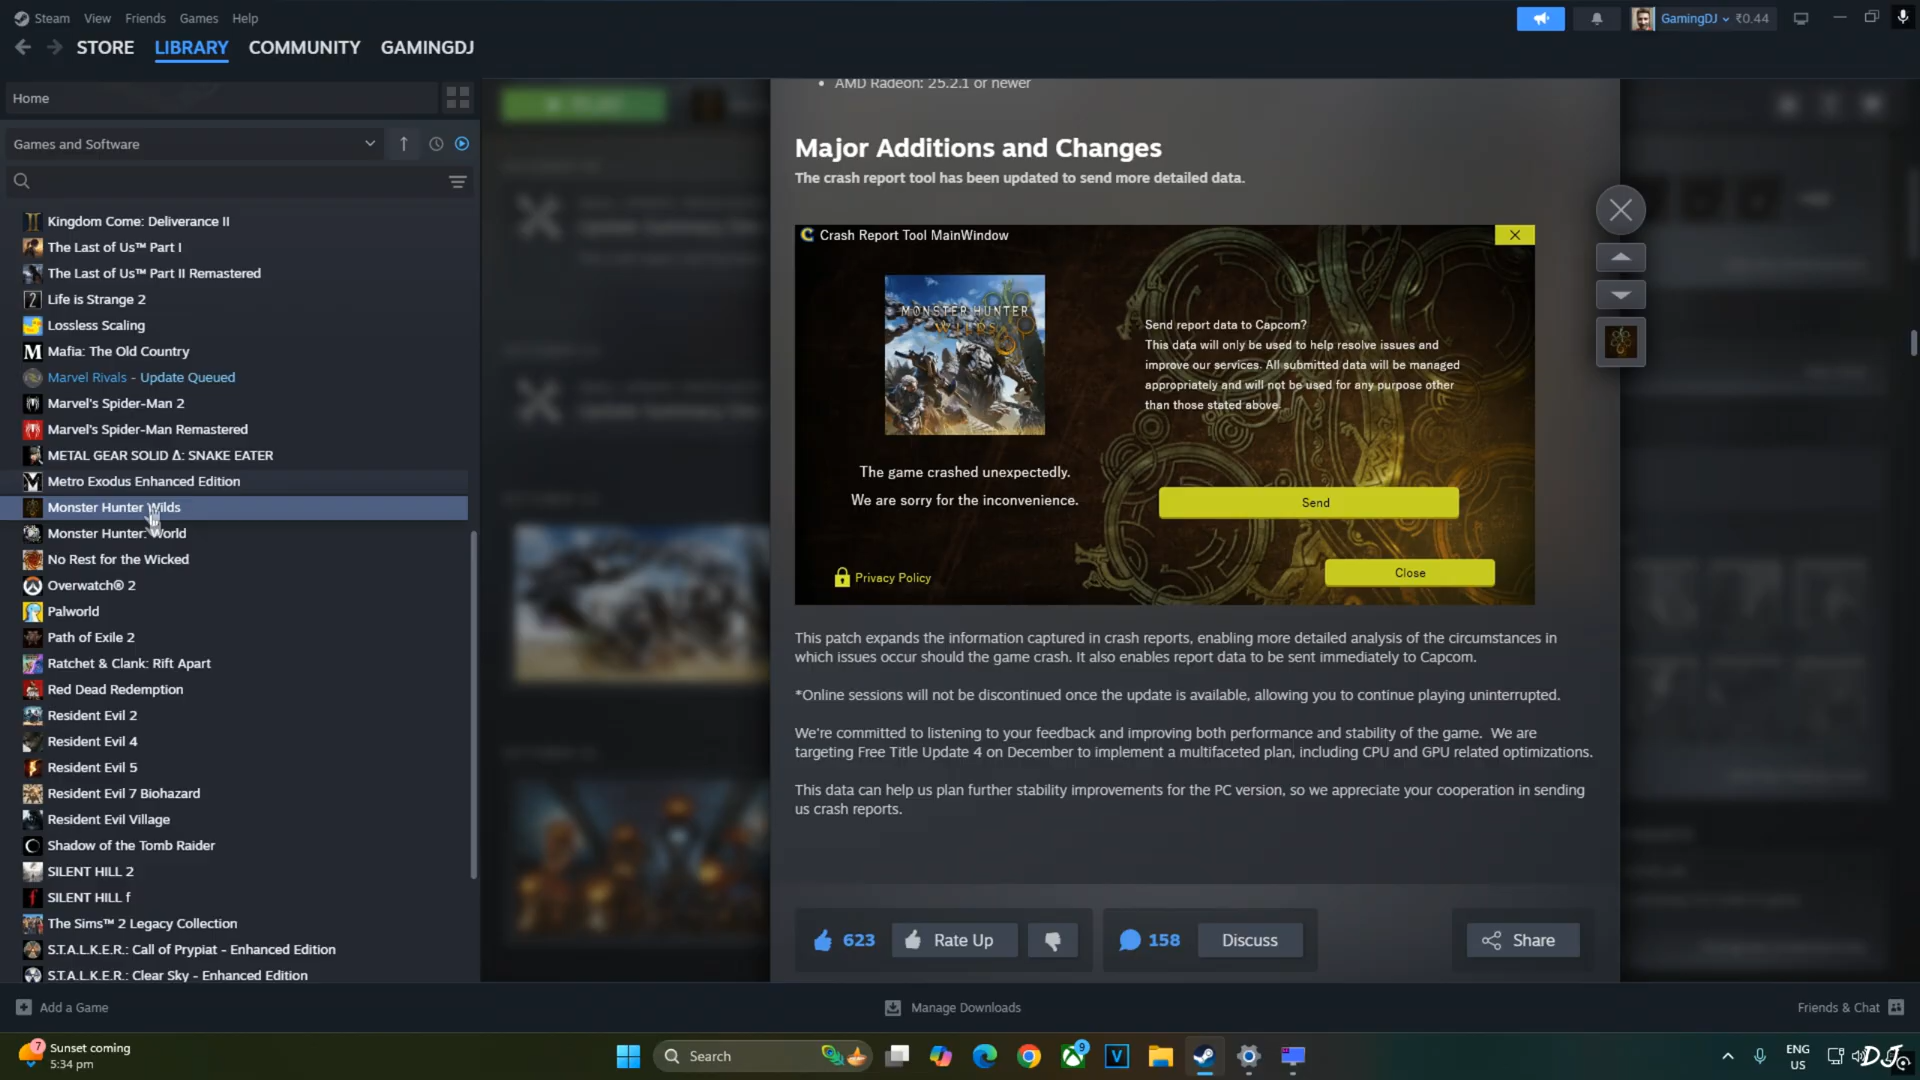 Steam View Friends Games Help
GamingDJ ₹0.44
STORE LIBRARY COMMUNITY GAMINGDJ
Home
Games and Software
Kingdom Come: Deliverance II
The Last of Us™ Part I
The Last of Us™ Part II Remastered
Life is Strange 2
Lossless Scaling
Mafia: The Old Country
Marvel Rivals - Update Queued
Marvel's Spider-Man 2
Marvel's Spider-Man Remastered
METAL GEAR SOLID Δ: SNAKE EATER
Metro Exodus Enhanced Edition
Monster Hunter Wilds
Monster Hunter: World
No Rest for the Wicked
Overwatch® 2
Palworld
Path of Exile 2
Ratchet & Clank: Rift Apart
Red Dead Redemption
Resident Evil 2
Resident Evil 4
Resident Evil 5
Resident Evil 7 Biohazard
Resident Evil Village
Shadow of the Tomb Raider
SILENT HILL 2
SILENT HILL f
The Sims™ 2 Legacy Collection
S.T.A.L.K.E.R.: Call of Prypiat - Enhanced Edition
S.T.A.L.K.E.R.: Clear Sky - Enhanced Edition
• AMD Radeon: 25.2.1 or newer
Major Additions and Changes
The crash report tool has been updated to send more detailed data.
Crash Report Tool MainWindow
MONSTER HUNTER
WILDS
The game crashed unexpectedly.
We are sorry for the inconvenience.
Privacy Policy
Send report data to Capcom?
This data will only be used to help resolve issues and
improve our services. All submitted data will be managed
appropriately and will not be used for any purpose other
than those stated above.
Send
Close
This patch expands the information captured in crash reports, enabling more detailed analysis of the circumstances in
which issues occur should the game crash. It also enables report data to be sent immediately to Capcom.
*Online sessions will not be discontinued once the update is available, allowing you to continue playing uninterrupted.
We're committed to listening to your feedback and improving both performance and stability of the game. We are
targeting Free Title Update 4 on December to implement a multifaceted plan, including CPU and GPU related optimizations.
This data can help us plan further stability improvements for the PC version, so we appreciate your cooperation in sending
us crash reports.
623 Rate Up 158 Discuss Share
Add a Game Manage Downloads Friends & Chat
7 Sunset coming
5:34 pm
Search
9
V
ENG
US
DJ